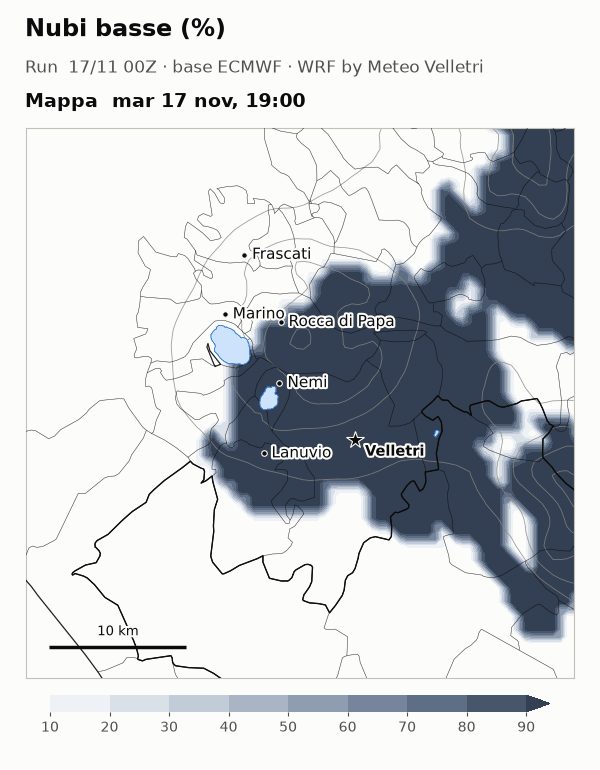 Nubi basse (%)
Run  17/11 00Z · base ECMWF · WRF by Meteo Velletri
Mappa  mar 17 nov, 19:00
Frascati
Marino
Rocca di Papa
Nemi
Velletri
Lanuvio
10 km
10 20 30 40 50 60 70 80 90